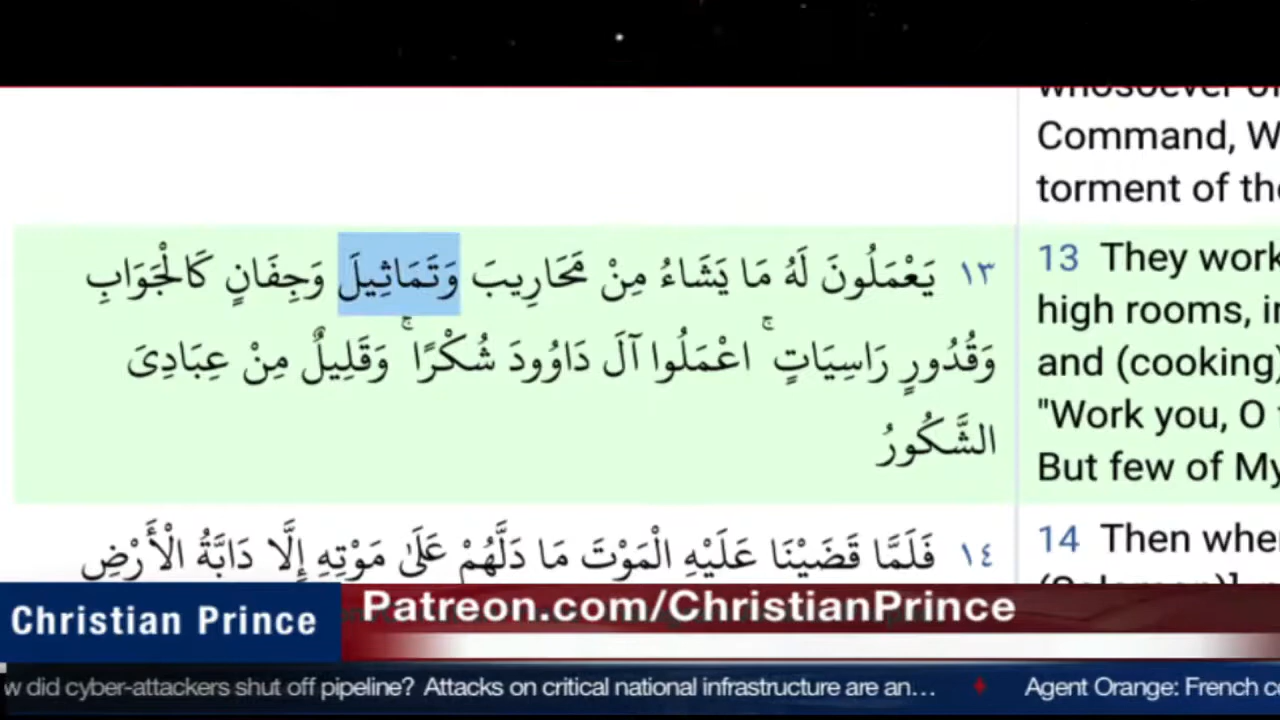 Command, W
torment of the
١٣ يَعْمَلُونَ لَهُ مَا يَشَاءُ مِنْ مَحَارِيبَ وَتَمَاثِيلَ وَجِفَانٍ كَالْجَوَابِ
وَقُدُورٍ رَاسِيَاتٍ ۚ اعْمَلُوا آلَ دَاوُودَ شُكْرًا ۚ وَقَلِيلٌ مِنْ عِبَادِىَ
الشَّكُورُ
13 They work
high rooms, i
and (cooking)
"Work you, O
But few of My
١٤ فَلَمَّا قَضَيْنَا عَلَيْهِ الْمَوْتَ مَا دَلَّهُمْ عَلَىٰ مَوْتِهِ إِلَّا دَابَّةُ الْأَرْضِ
14 Then whe
Christian Prince
Patreon.com/ChristianPrince
w did cyber-attackers shut off pipeline? Attacks on critical national infrastructure are an… Agent Orange: French c